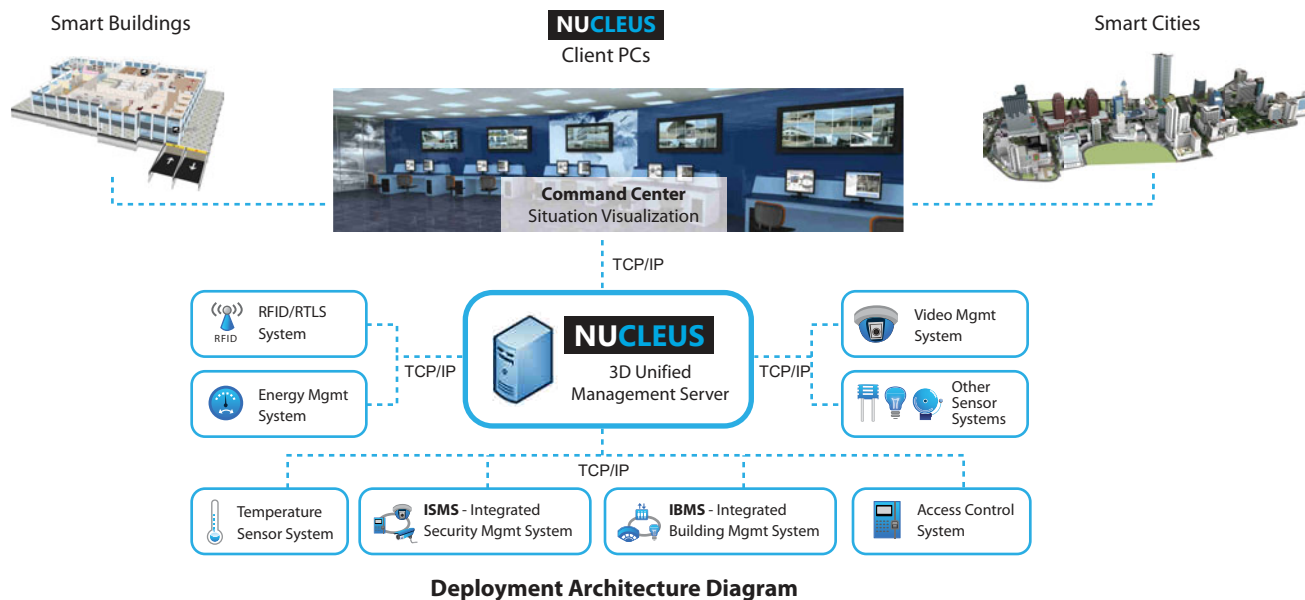 Smart Buildings
NUCLEUS
Client PCs
Smart Cities
Command Center
Situation Visualization
TCP/IP
RFID
RFID/RTLS
System
Energy Mgmt
System
TCP/IP
NUCLEUS
3D Unified
Management Server
TCP/IP
Video Mgmt
System
Other
Sensor
Systems
TCP/IP
Temperature
Sensor System
ISMS - Integrated
Security Mgmt System
IBMS - Integrated
Building Mgmt System
Access Control
System
Deployment Architecture Diagram